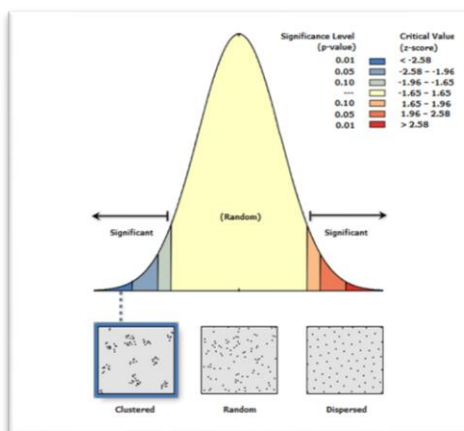 Significance Level Critical Value
(p-value) (z-score)
0.01 < -2.58
0.05 -2.58 – -1.96
0.10 -1.96 – -1.65
--- -1.65 – 1.65
0.10 1.65 – 1.96
0.05 1.96 – 2.58
0.01 > 2.58
(Random)
Significant Significant
Clustered Random Dispersed